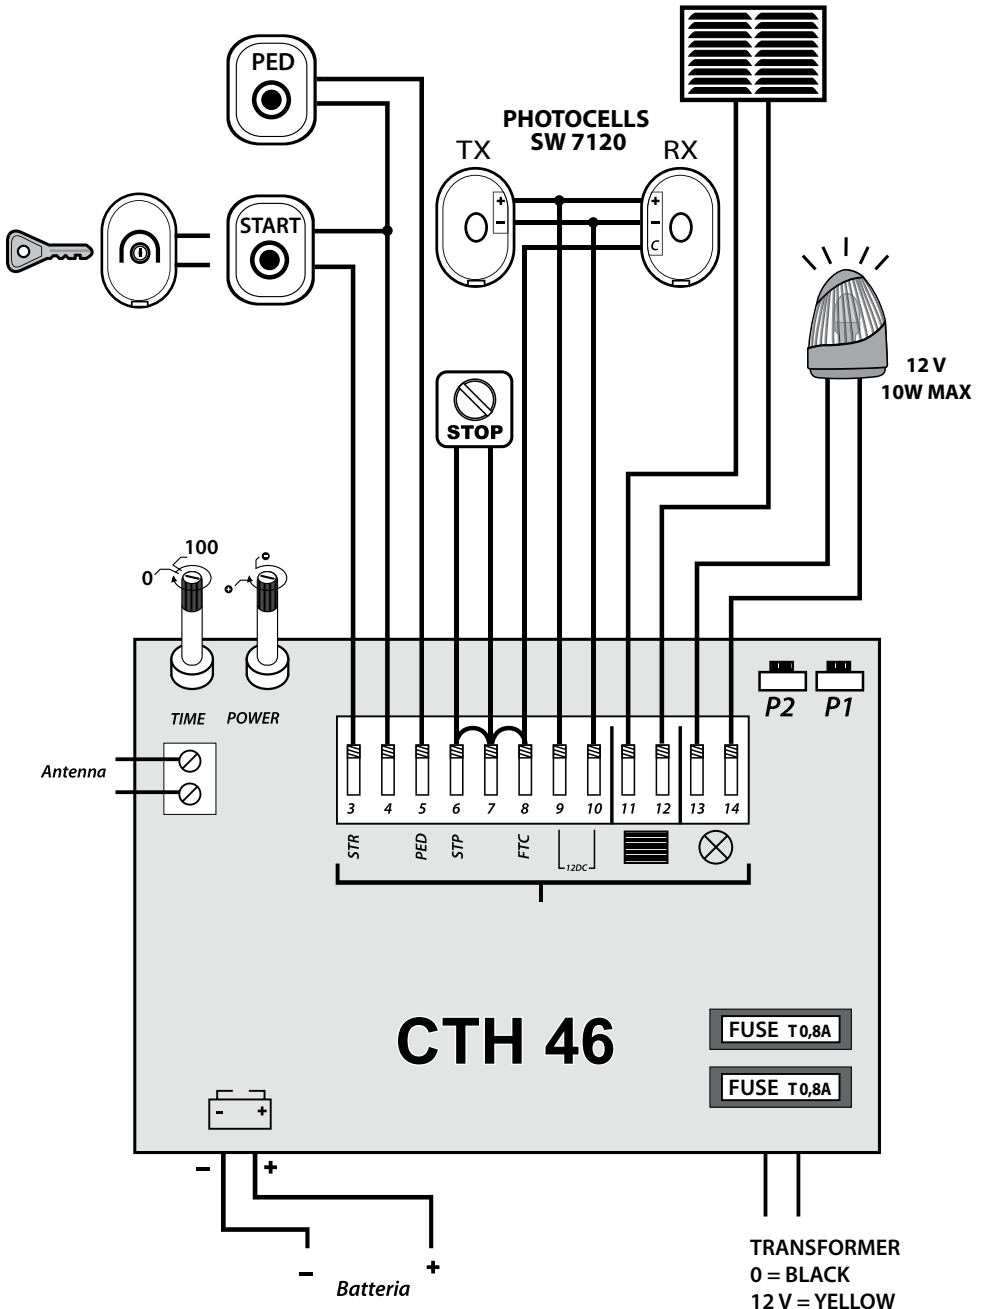 PED
PHOTOCELLS
SW 7120
TX
RX
+
−
+
−
C
START
12 V
10W MAX
STOP
0
100
+
−
TIME
POWER
P2
P1
Antenna
3 4 5 6 7 8 9 10 11 12 13 14
STR
PED
STP
FTC
12DC
CTH 46
FUSE T 0,8A
FUSE T 0,8A
− +
− +
− +
Batteria
TRANSFORMER
0 = BLACK
12 V = YELLOW